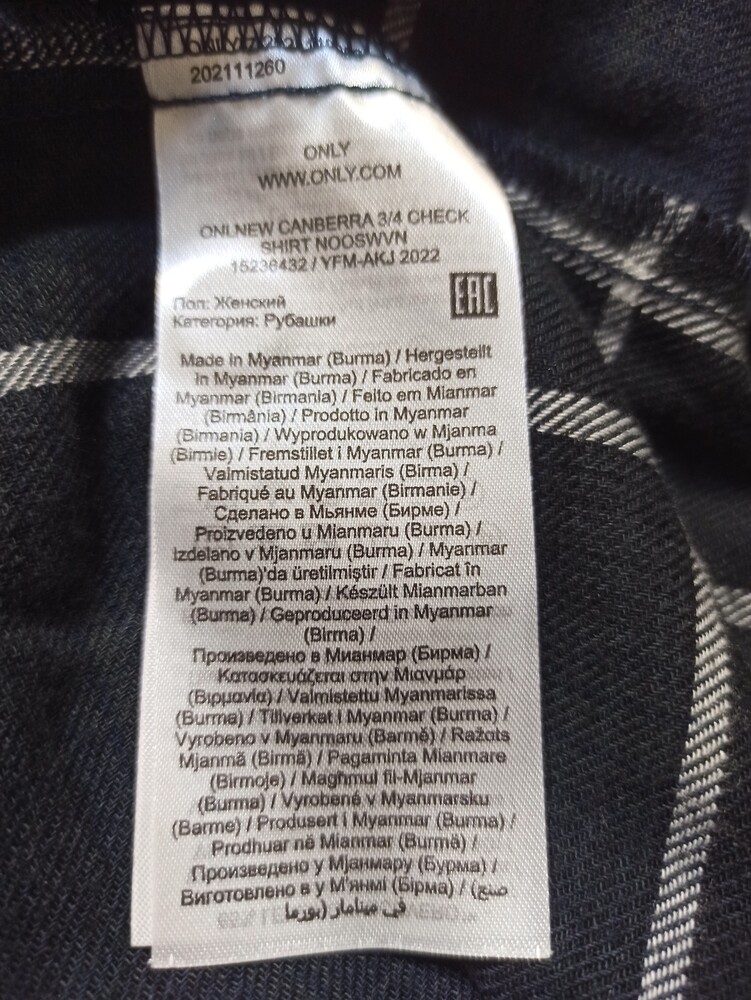 202111260
ONLY
WWW.ONLY.COM
ONLNEW CANBERRA 3/4 CHECK
SHIRT NOOSWVN
15236432 / YFM-AKJ 2022
EAC
Пол: Женский
Категория: Рубашки
Made in Myanmar (Burma) / Hergestellt
in Myanmar (Burma) / Fabricado en
Myanmar (Birmania) / Feito em Mianmar
(Birmânia) / Prodotto in Myanmar
(Birmania) / Wyprodukowano w Mjanma
(Birmie) / Fremstillet i Myanmar (Burma) /
Valmistatud Myanmaris (Birma) /
Fabriqué au Myanmar (Birmanie) /
Сделано в Мьянме (Бирме) /
Proizvedeno u Mianmaru (Burma) /
Izdelano v Mjanmaru (Burma) / Myanmar
(Burma)'da üretilmiştir / Fabricat în
Myanmar (Burma) / Készült Mianmarban
(Burma) / Geproduceerd in Myanmar
(Birma) /
Произведено в Мианмар (Бирма) /
Κατασκευάζεται στην Μιανμάρ
(Βιρμανία) / Valmistettu Myanmarissa
(Burma) / Tillverkat i Myanmar (Burma) /
Vyrobeno v Myanmaru (Barmě) / Ražots
Mjanmā (Birmā) / Pagaminta Mianmare
(Birmoje) / Magħmul fil-Mjanmar
(Burma) / Vyrobené v Myanmarsku
(Barme) / Produsert i Myanmar (Burma) /
Prodhuar në Mianmar (Burmë) /
Произведено у Мјанмару (Бурма) /
Виготовлено в у М'янмі (Бірма) / (صنع
في ميانمار (بورما